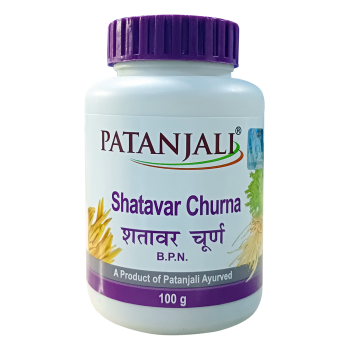 PATANJALI®
Shatavar Churna
शतावर चूर्ण
B.P.N.
A Product of Patanjali Ayurved
100 g